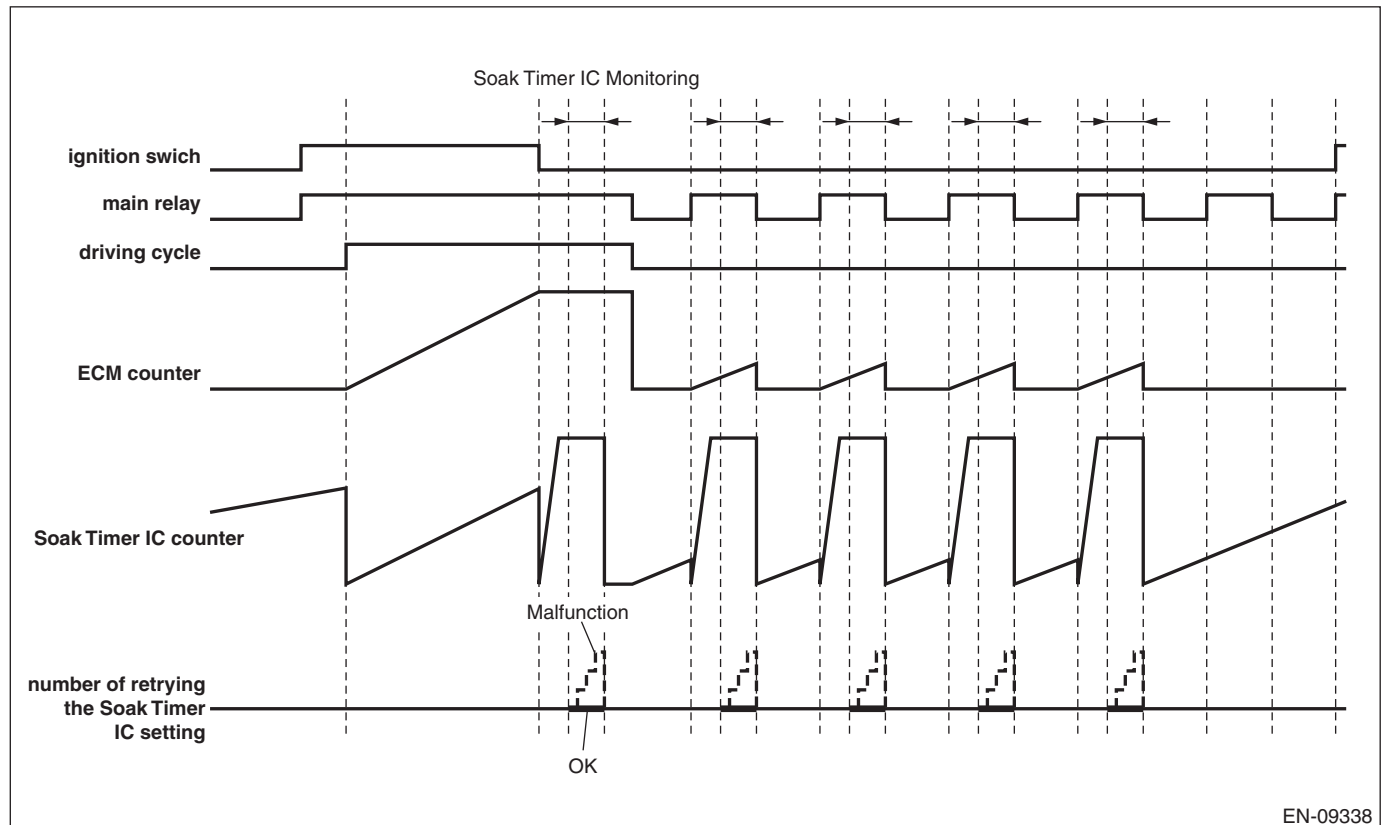 Soak Timer IC Monitoring
ignition swich
main relay
driving cycle
ECM counter
Soak Timer IC counter
Malfunction
number of retrying
the Soak Timer
IC setting
OK
EN-09338